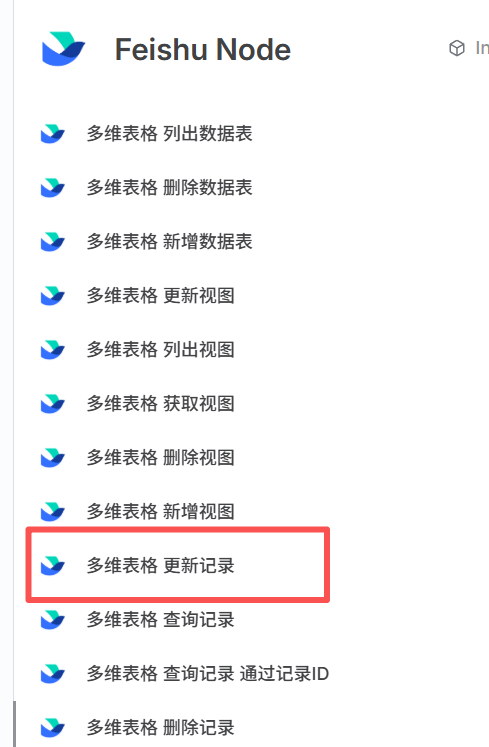 Feishu Node
In
多维表格 列出数据表
多维表格 删除数据表
多维表格 新增数据表
多维表格 更新视图
多维表格 列出视图
多维表格 获取视图
多维表格 删除视图
多维表格 新增视图
多维表格 更新记录
多维表格 查询记录
多维表格 查询记录 通过记录ID
多维表格 删除记录